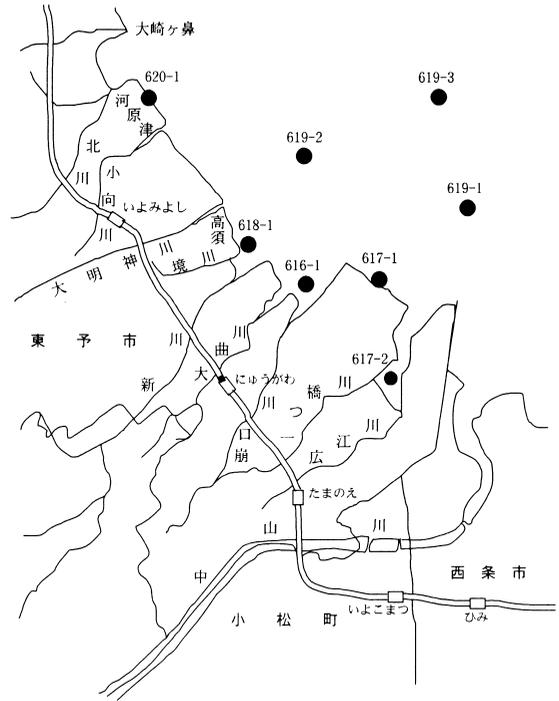 大崎ヶ鼻
620-1
619-3
河原津
619-2
北川
小向川
619-1
いよみよし
高須
618-1
大明神川
境川
617-1
616-1
東予市
新川
大曲川
617-2
にゅうがわ
一つ橋川
口崩川
広江川
たまのえ
中山川
西条市
いよこまつ
ひみ
小松町